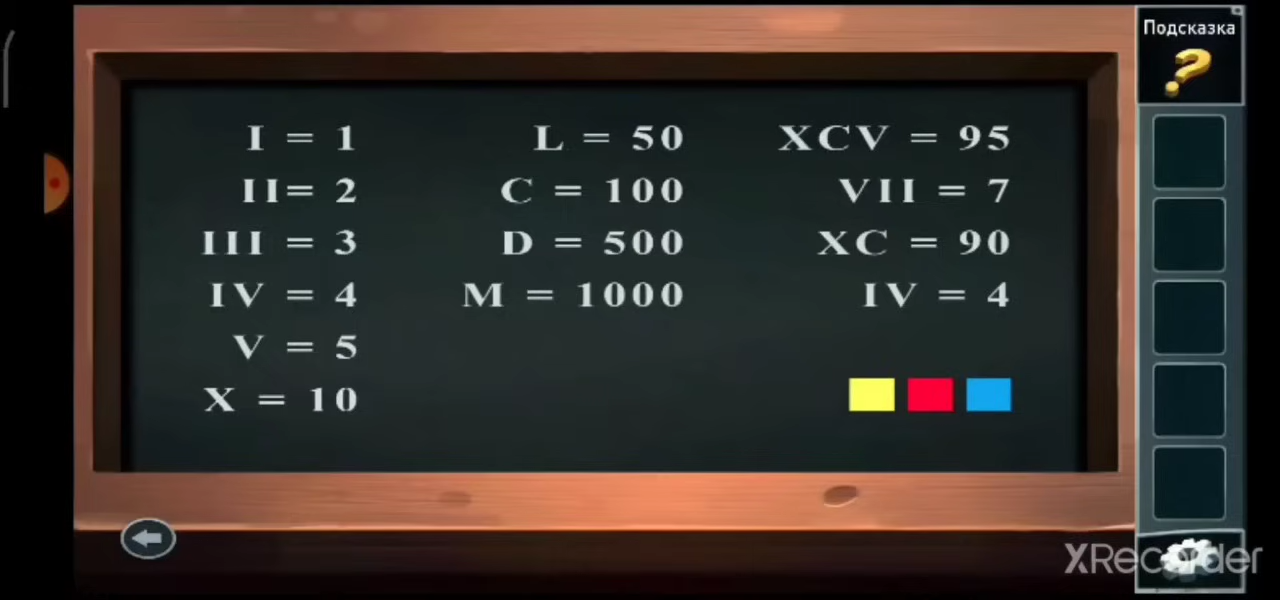 Подсказка
I = 1
II= 2
III = 3
IV = 4
V = 5
X = 10
L = 50
C = 100
D = 500
M = 1000
XCV = 95
VII = 7
XC = 90
IV = 4
XRecorder